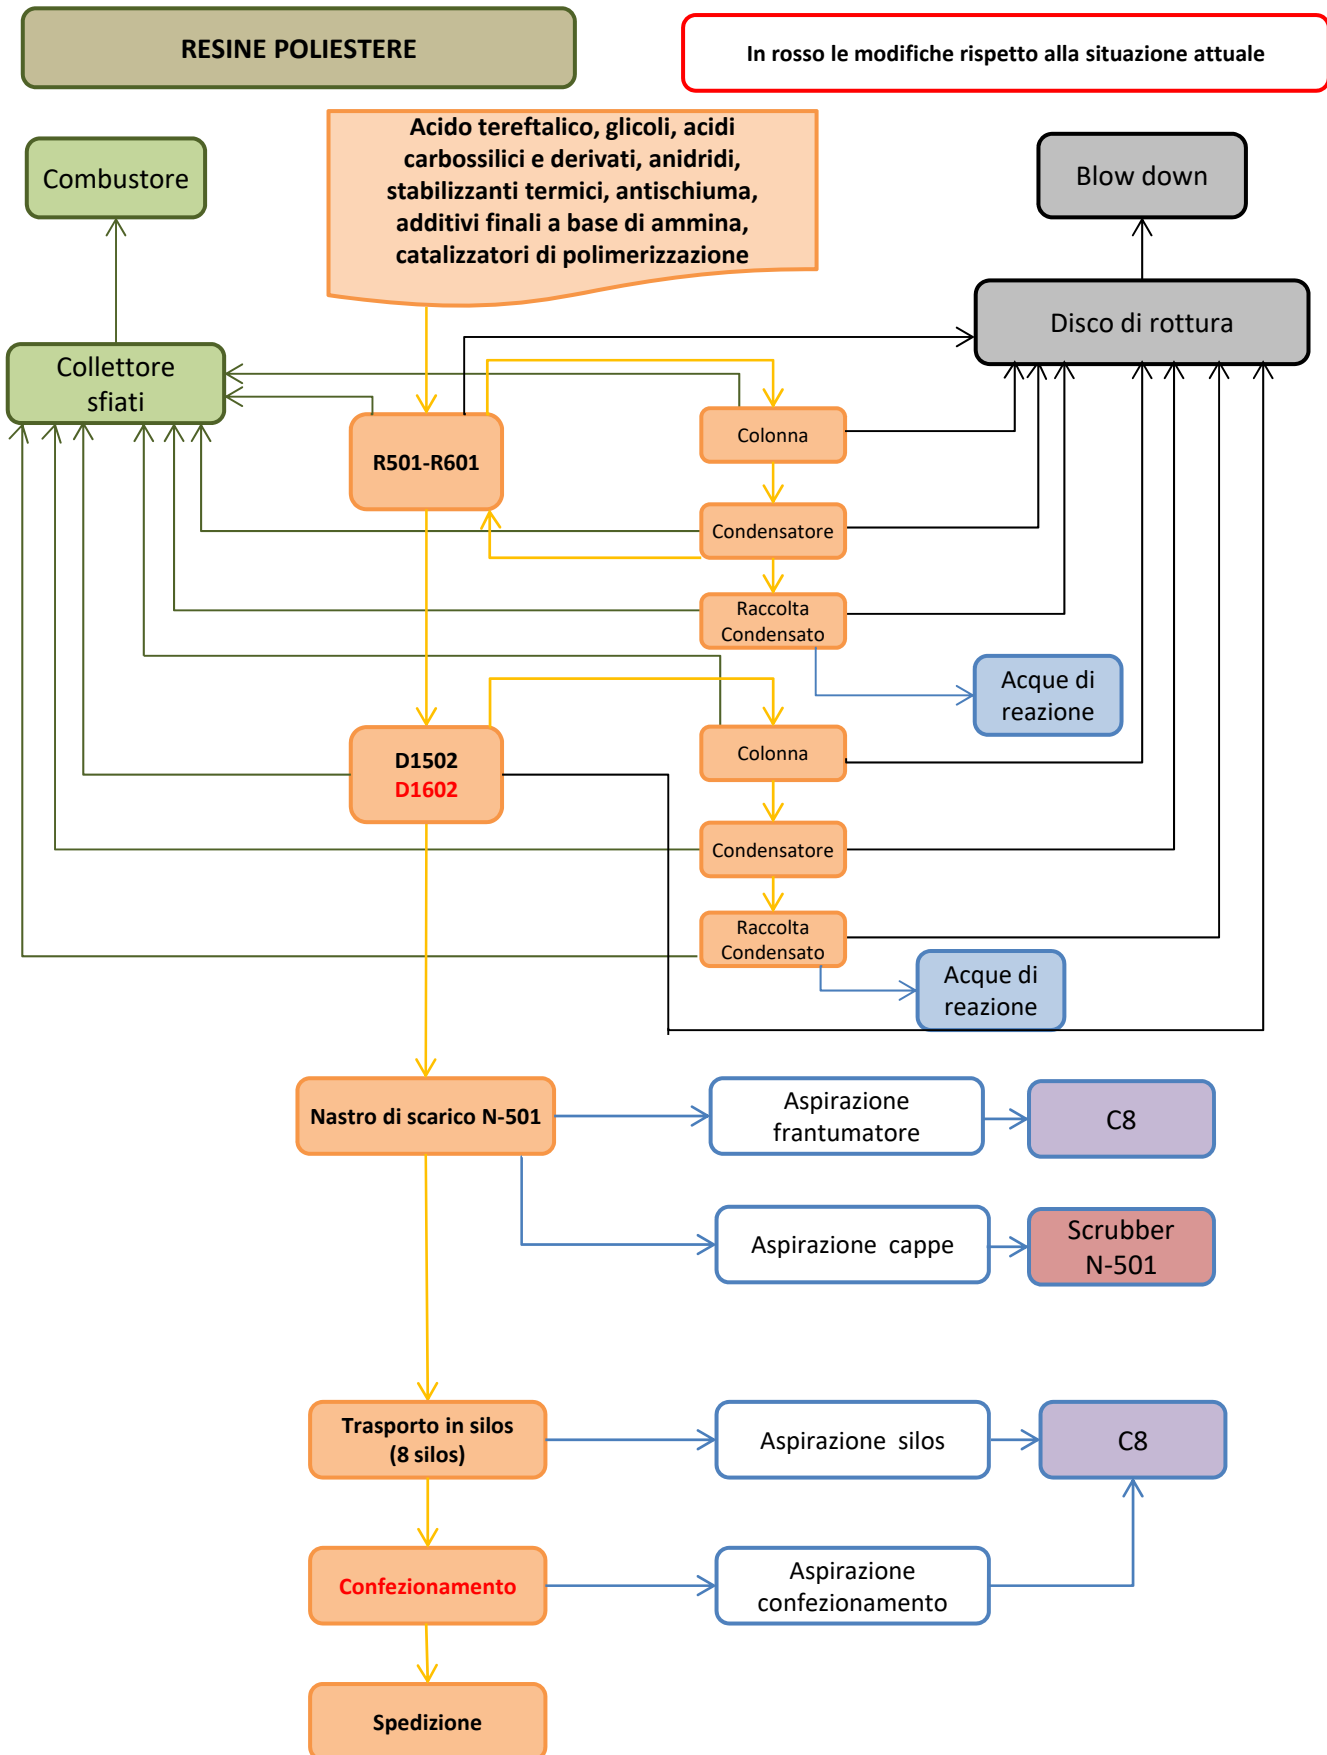 RESINE POLIESTERE
In rosso le modifiche rispetto alla situazione attuale
Acido tereftalico, glicoli, acidi
carbossilici e derivati, anidridi,
stabilizzanti termici, antischiuma,
additivi finali a base di ammina,
catalizzatori di polimerizzazione
Combustore
Blow down
Disco di rottura
Collettore
sfiati
R501-R601
Colonna
Condensatore
Raccolta
Condensato
Acque di
reazione
D1502
D1602
Colonna
Condensatore
Raccolta
Condensato
Acque di
reazione
Nastro di scarico N-501
Aspirazione
frantumatore
C8
Aspirazione cappe
Scrubber
N-501
Trasporto in silos
(8 silos)
Aspirazione silos
C8
Confezionamento
Aspirazione
confezionamento
Spedizione